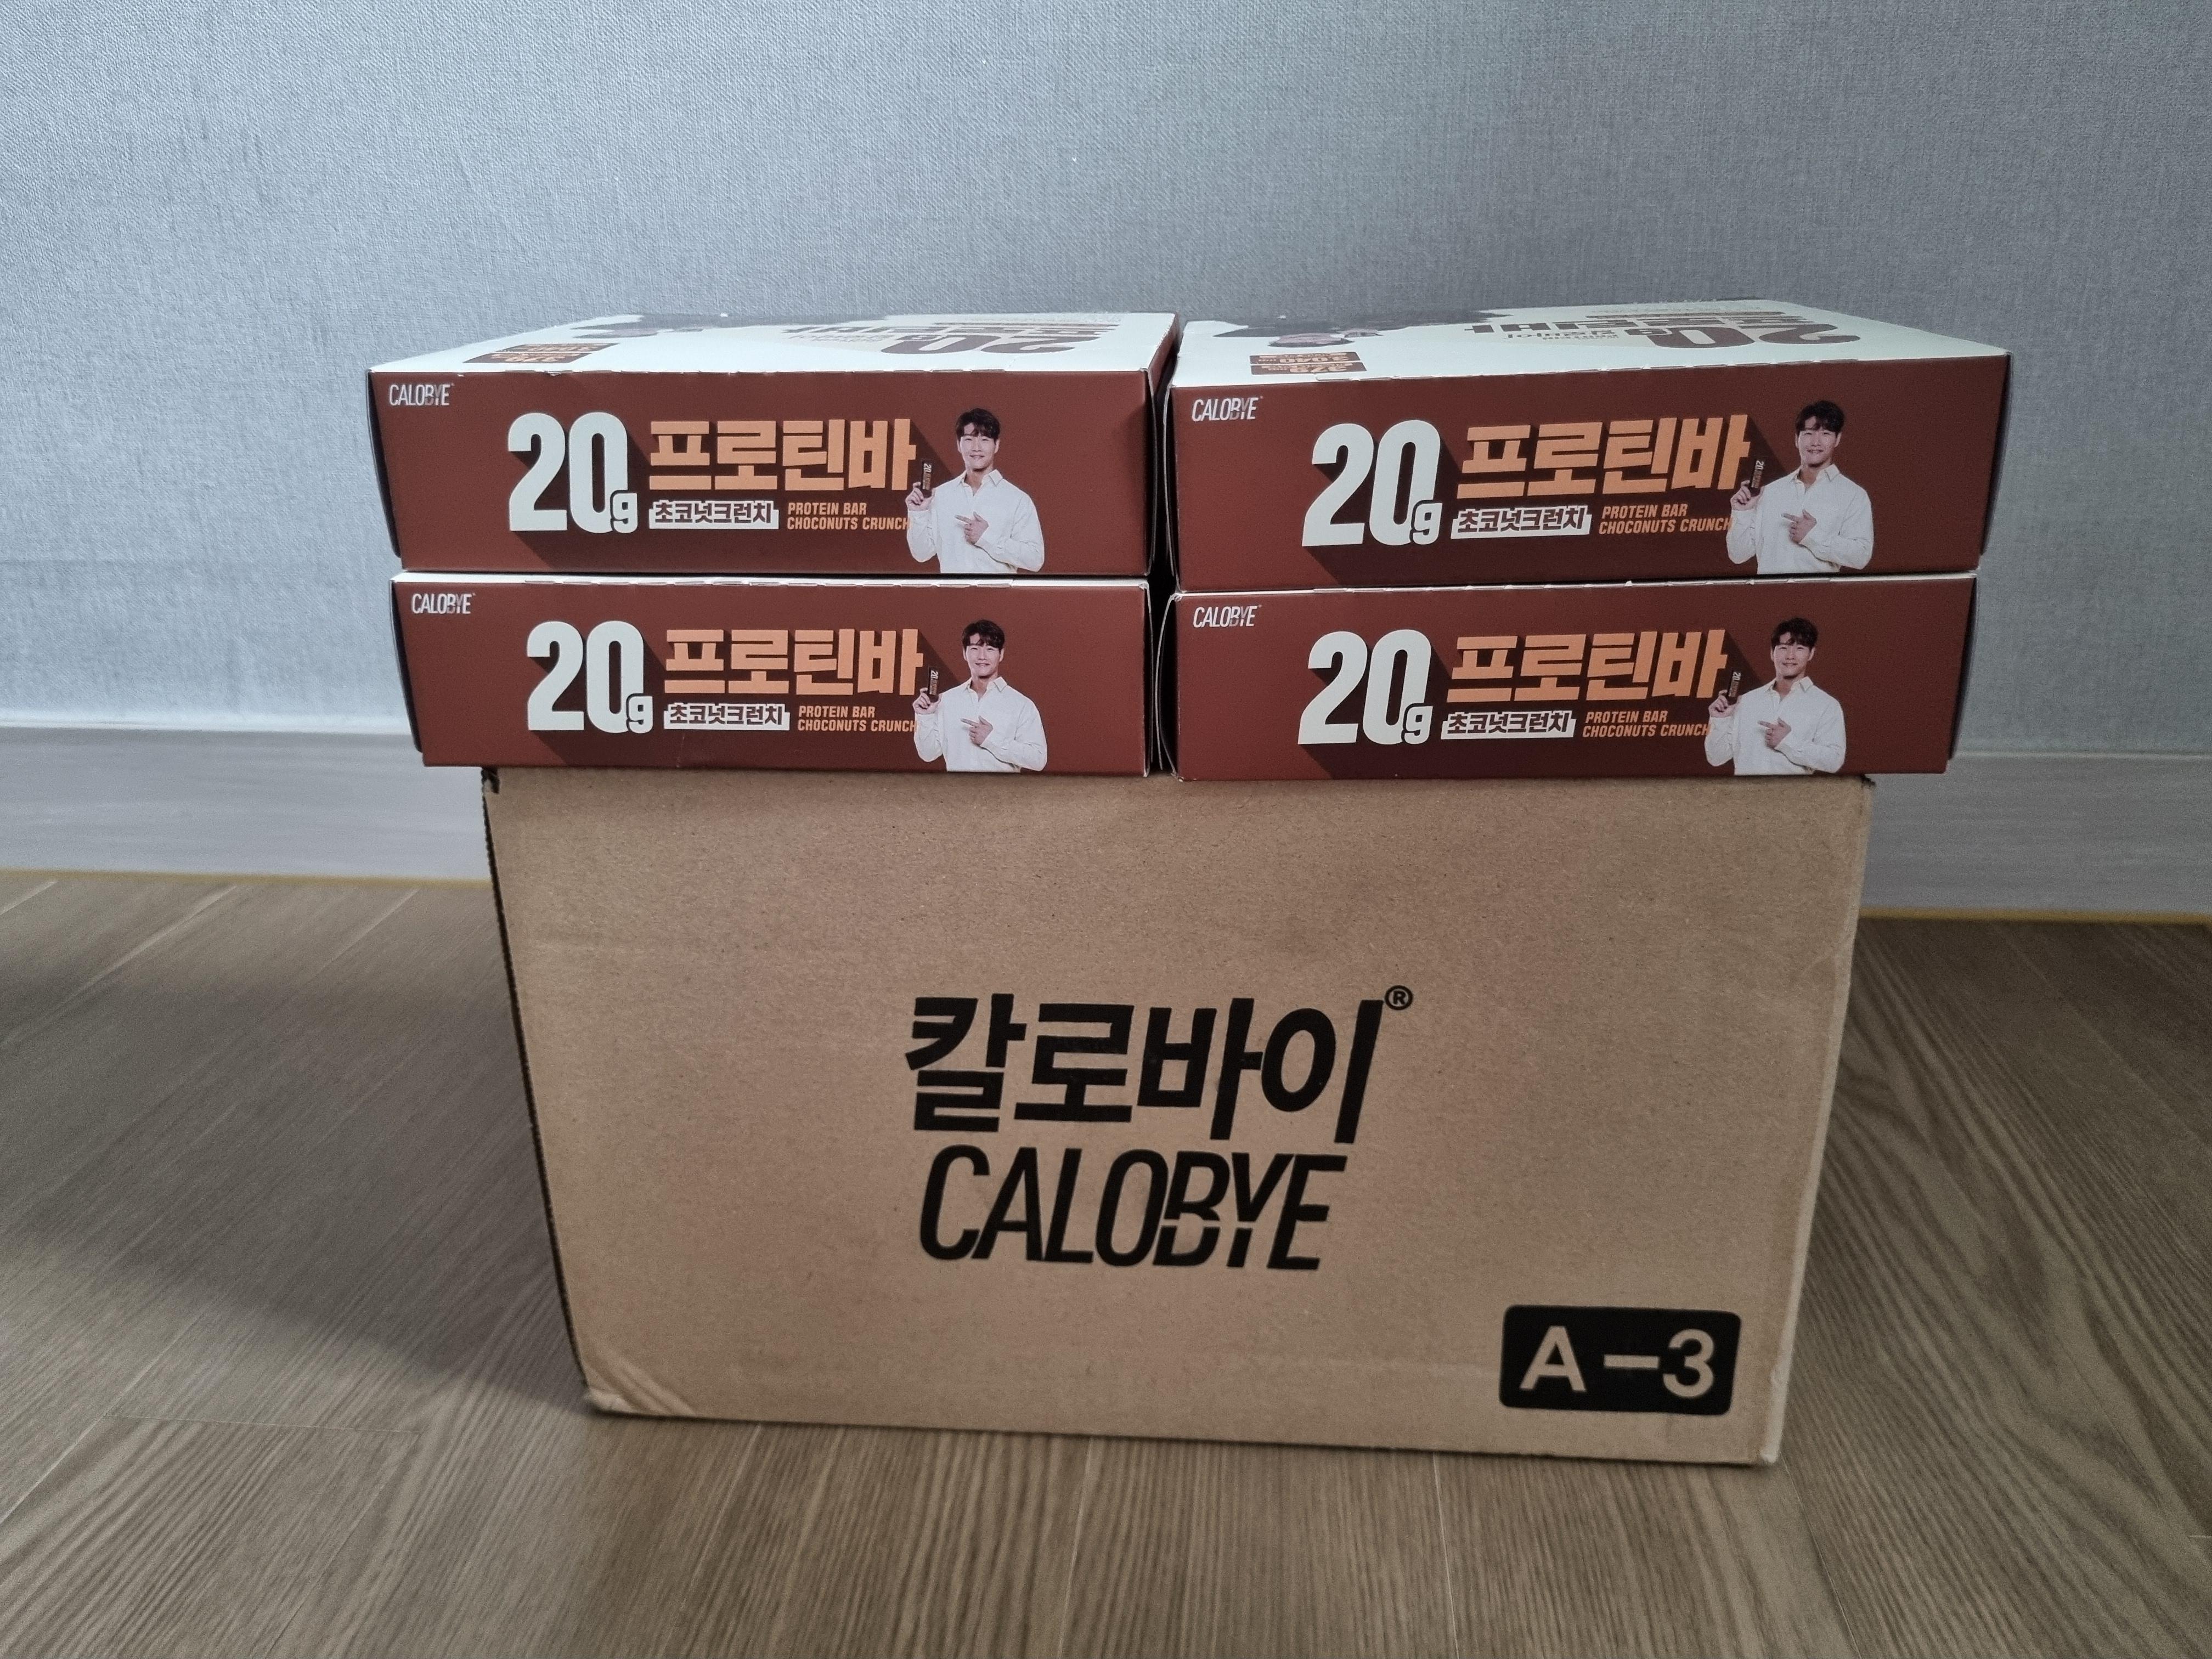 CALOBYE
20g 프로틴바
초코넛크런치 PROTEIN BAR
CHOCONUTS CRUNCH
CALOBYE
20g 프로틴바
초코넛크런치 PROTEIN BAR
CHOCONUTS CRUNCH
CALOBYE
20g 프로틴바
초코넛크런치 PROTEIN BAR
CHOCONUTS CRUNCH
CALOBYE
20g 프로틴바
초코넛크런치 PROTEIN BAR
CHOCONUTS CRUNCH
칼로바이®
CALOBYE
A-3